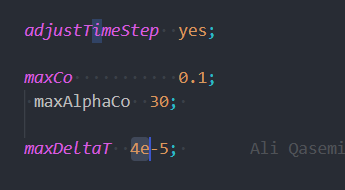 adjustTimeStep yes;
maxCo 0.1;
maxAlphaCo 30;
maxDeltaT 4e-5; Ali Qasemi